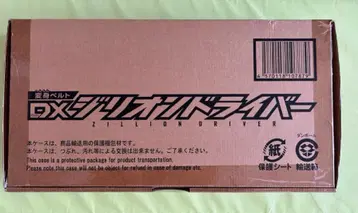 変身ベルト
DXジリオンドライバー
ZILLION DRIVER
本ケースは、商品輸送用の保護梱包材です。
本ケースは、つぶれ、汚れ等による交換は出来ません。ご了承ください。
This case is a protective package for product transportation.
Please note this case will not be object for refund in case of damage etc.
ダンボール
紙
保護シート 輸送箱